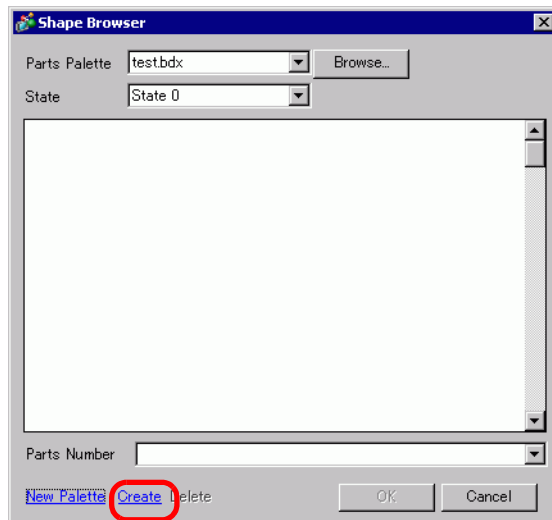 Shape Browser
Parts Palette test.bdx Browse...
State State 0
Parts Number
New Palette Create Delete OK Cancel